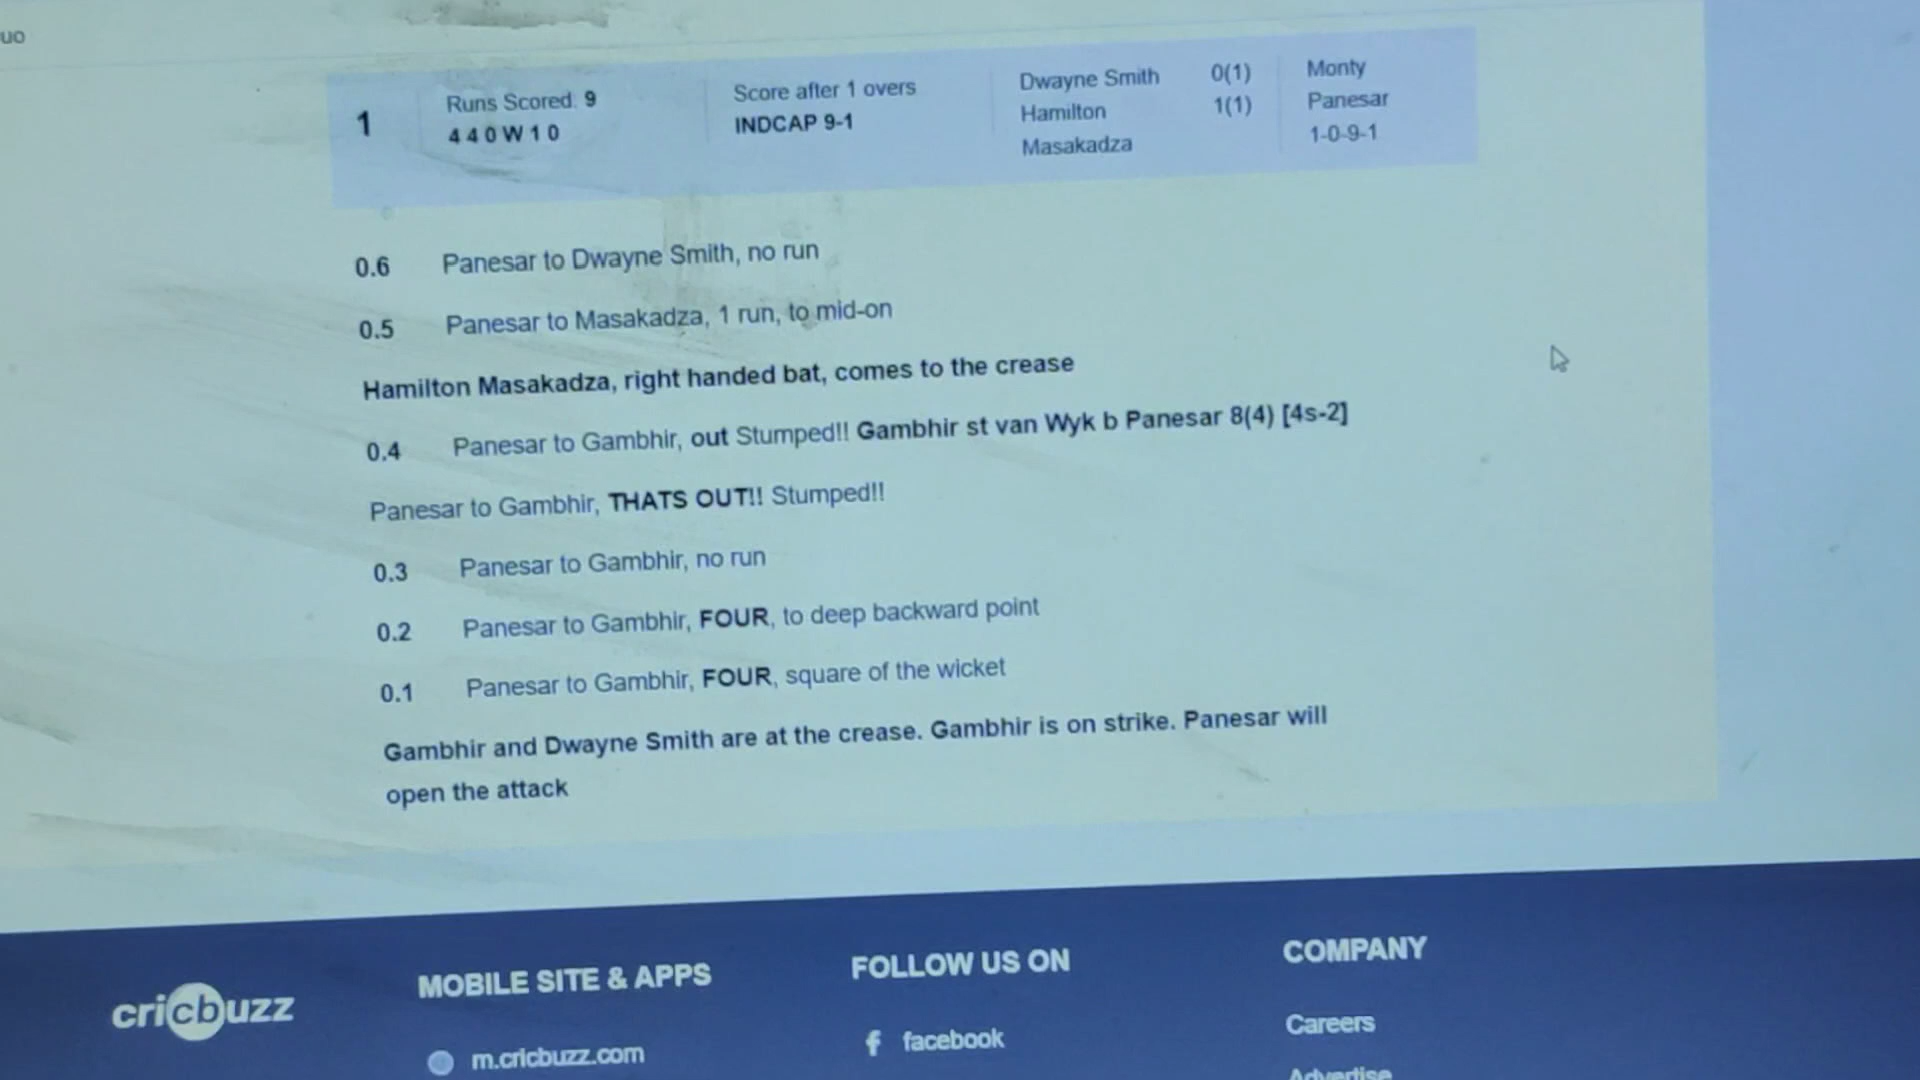 uo
1
Runs Scored: 9
4 4 0 W 1 0
Score after 1 overs
INDCAP 9-1
Dwayne Smith 0(1)
Hamilton 1(1)
Masakadza
Monty
Panesar
1-0-9-1
0.6 Panesar to Dwayne Smith, no run
0.5 Panesar to Masakadza, 1 run, to mid-on
Hamilton Masakadza, right handed bat, comes to the crease
0.4 Panesar to Gambhir, out Stumped!! Gambhir st van Wyk b Panesar 8(4) [4s-2]
Panesar to Gambhir, THATS OUT!! Stumped!!
0.3 Panesar to Gambhir, no run
0.2 Panesar to Gambhir, FOUR, to deep backward point
0.1 Panesar to Gambhir, FOUR, square of the wicket
Gambhir and Dwayne Smith are at the crease. Gambhir is on strike. Panesar will
open the attack
cricbuzz
MOBILE SITE & APPS
m.cricbuzz.com
FOLLOW US ON
f facebook
COMPANY
Careers
Advertise